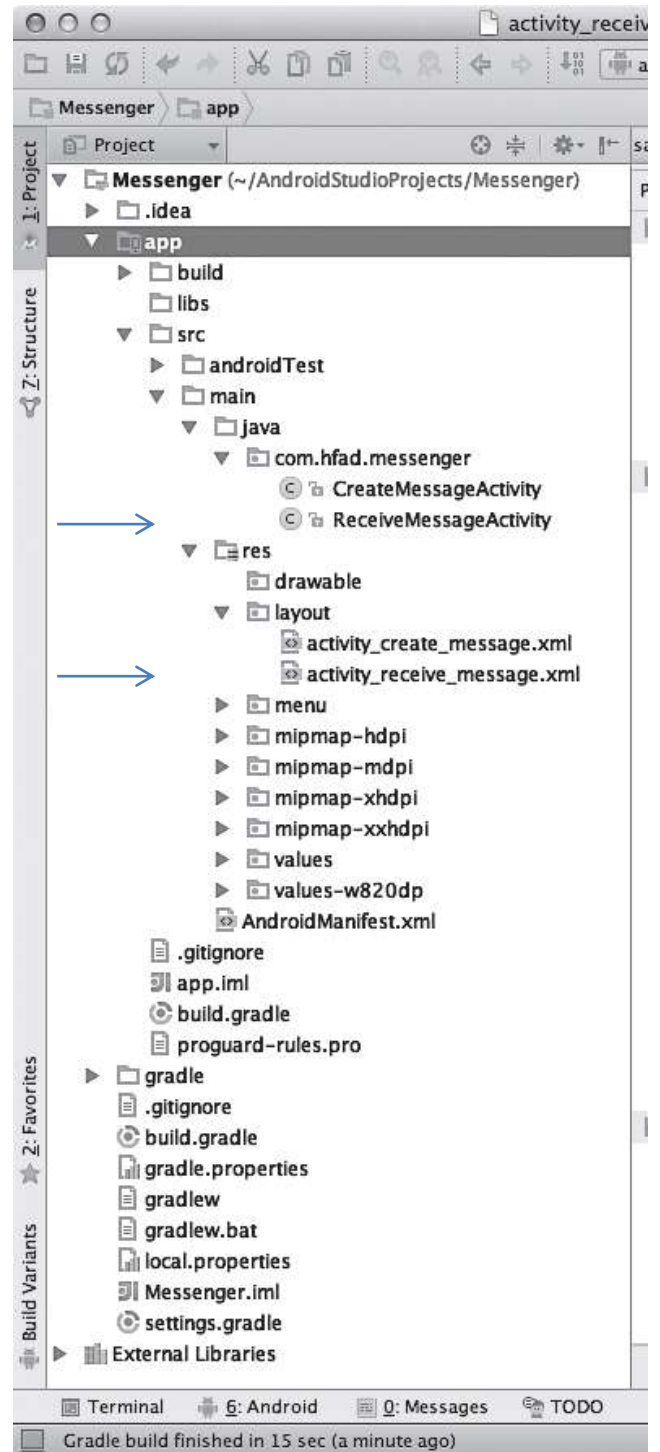 activity_recei
a
Messenger app
Project
sa
1: Project
Messenger (~/AndroidStudioProjects/Messenger)
P
.idea
app
build
libs
7: Structure
src
androidTest
main
java
com.hfad.messenger
CreateMessageActivity
ReceiveMessageActivity
res
drawable
layout
activity_create_message.xml
activity_receive_message.xml
menu
mipmap-hdpi
mipmap-mdpi
mipmap-xhdpi
mipmap-xxhdpi
values
values-w820dp
AndroidManifest.xml
.gitignore
app.iml
build.gradle
proguard-rules.pro
2: Favorites
gradle
.gitignore
build.gradle
gradle.properties
gradlew
gradlew.bat
local.properties
Build Variants
Messenger.iml
settings.gradle
External Libraries
Terminal 6: Android 0: Messages TODO
Gradle build finished in 15 sec (a minute ago)